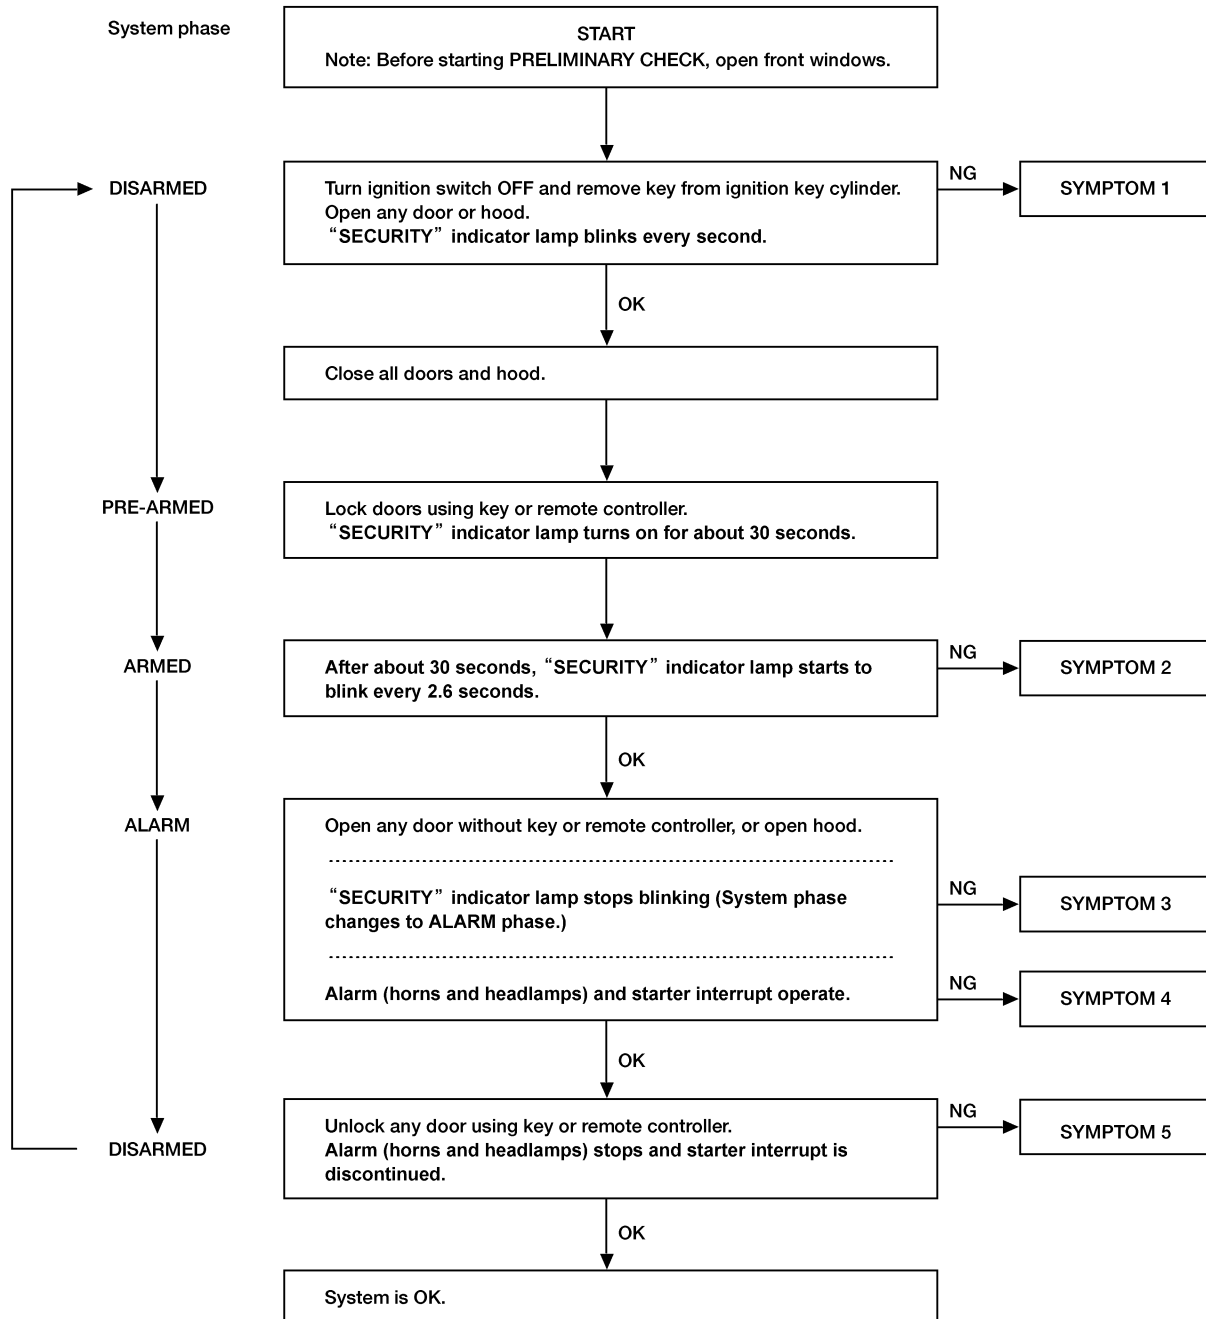 System phase
START
Note: Before starting PRELIMINARY CHECK, open front windows.
DISARMED
Turn ignition switch OFF and remove key from ignition key cylinder.
Open any door or hood.
“SECURITY” indicator lamp blinks every second.
NG
SYMPTOM 1
OK
Close all doors and hood.
PRE-ARMED
Lock doors using key or remote controller.
“SECURITY” indicator lamp turns on for about 30 seconds.
ARMED
After about 30 seconds, “SECURITY” indicator lamp starts to
blink every 2.6 seconds.
NG
SYMPTOM 2
OK
ALARM
Open any door without key or remote controller, or open hood.
“SECURITY” indicator lamp stops blinking (System phase
changes to ALARM phase.)
NG
SYMPTOM 3
Alarm (horns and headlamps) and starter interrupt operate.
NG
SYMPTOM 4
OK
DISARMED
Unlock any door using key or remote controller.
Alarm (horns and headlamps) stops and starter interrupt is
discontinued.
NG
SYMPTOM 5
OK
System is OK.